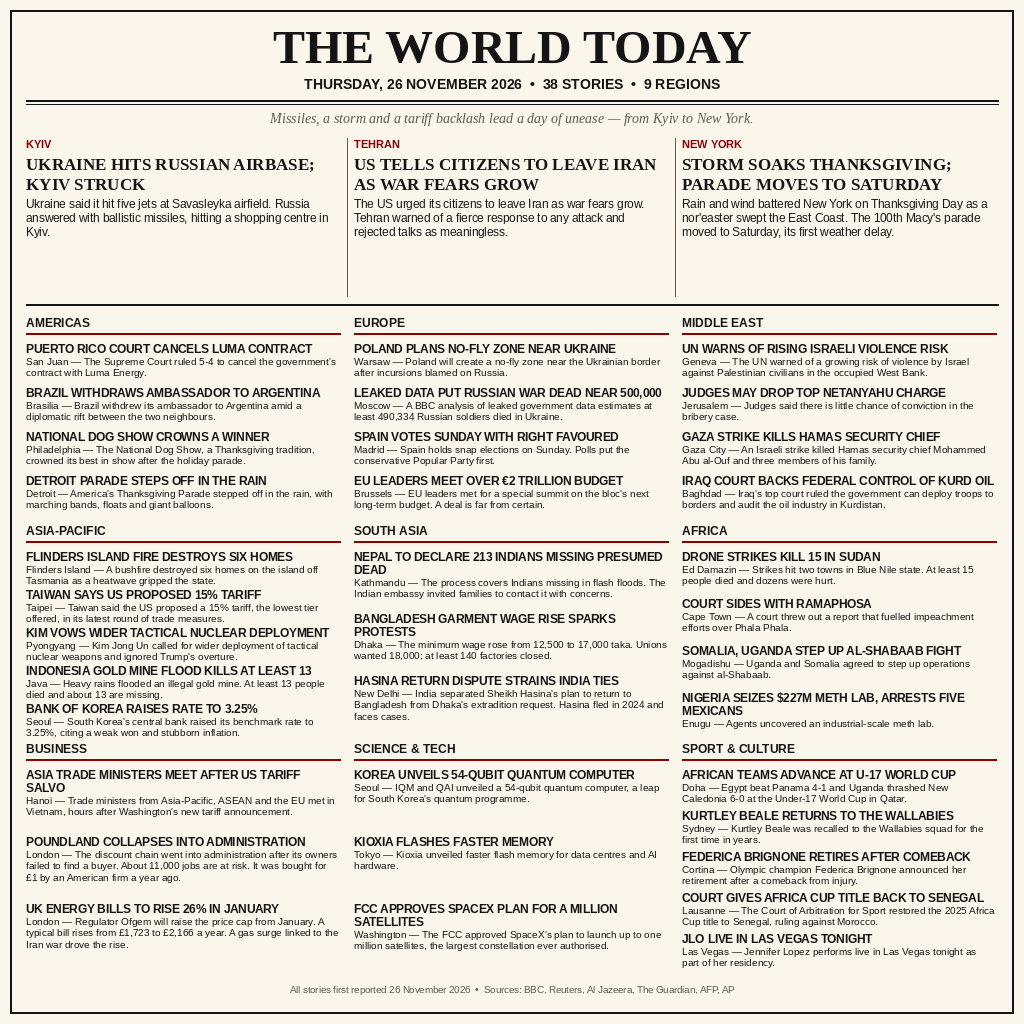 THE WORLD TODAY
THURSDAY, 26 NOVEMBER 2026 • 38 STORIES • 9 REGIONS
Missiles, a storm and a tariff backlash lead a day of unease — from Kyiv to New York.
KYIV
UKRAINE HITS RUSSIAN AIRBASE;
KYIV STRUCK
Ukraine said it hit five jets at Savasleyka airfield. Russia
answered with ballistic missiles, hitting a shopping centre in
Kyiv.
TEHRAN
US TELLS CITIZENS TO LEAVE IRAN
AS WAR FEARS GROW
The US urged its citizens to leave Iran as war fears grow.
Tehran warned of a fierce response to any attack and
rejected talks as meaningless.
NEW YORK
STORM SOAKS THANKSGIVING;
PARADE MOVES TO SATURDAY
Rain and wind battered New York on Thanksgiving Day as a
nor'easter swept the East Coast. The 100th Macy's parade
moved to Saturday, its first weather delay.
AMERICAS
PUERTO RICO COURT CANCELS LUMA CONTRACT
San Juan — The Supreme Court ruled 5-4 to cancel the government's
contract with Luma Energy.
BRAZIL WITHDRAWS AMBASSADOR TO ARGENTINA
Brasilia — Brazil withdrew its ambassador to Argentina amid a
diplomatic rift between the two neighbours.
NATIONAL DOG SHOW CROWNS A WINNER
Philadelphia — The National Dog Show, a Thanksgiving tradition,
crowned its best in show after the holiday parade.
DETROIT PARADE STEPS OFF IN THE RAIN
Detroit — America's Thanksgiving Parade stepped off in the rain, with
marching bands, floats and giant balloons.
EUROPE
POLAND PLANS NO-FLY ZONE NEAR UKRAINE
Warsaw — Poland will create a no-fly zone near the Ukrainian border
after incursions blamed on Russia.
LEAKED DATA PUT RUSSIAN WAR DEAD NEAR 500,000
Moscow — A BBC analysis of leaked government data estimates at
least 490,334 Russian soldiers died in Ukraine.
SPAIN VOTES SUNDAY WITH RIGHT FAVOURED
Madrid — Spain holds snap elections on Sunday. Polls put the
conservative Popular Party first.
EU LEADERS MEET OVER €2 TRILLION BUDGET
Brussels — EU leaders met for a special summit on the bloc's next
long-term budget. A deal is far from certain.
MIDDLE EAST
UN WARNS OF RISING ISRAELI VIOLENCE RISK
Geneva — The UN warned of a growing risk of violence by Israel
against Palestinian civilians in the occupied West Bank.
JUDGES MAY DROP TOP NETANYAHU CHARGE
Jerusalem — Judges said there is little chance of conviction in the
bribery case.
GAZA STRIKE KILLS HAMAS SECURITY CHIEF
Gaza City — An Israeli strike killed Hamas security chief Mohammed
Abu al-Ouf and three members of his family.
IRAQ COURT BACKS FEDERAL CONTROL OF KURD OIL
Baghdad — Iraq's top court ruled the government can deploy troops to
borders and audit the oil industry in Kurdistan.
ASIA-PACIFIC
FLINDERS ISLAND FIRE DESTROYS SIX HOMES
Flinders Island — A bushfire destroyed six homes on the island off
Tasmania as a heatwave gripped the state.
TAIWAN SAYS US PROPOSED 15% TARIFF
Taipei — Taiwan said the US proposed a 15% tariff, the lowest tier
offered, in its latest round of trade measures.
KIM VOWS WIDER TACTICAL NUCLEAR DEPLOYMENT
Pyongyang — Kim Jong Un called for wider deployment of tactical
nuclear weapons and ignored Trump's overture.
INDONESIA GOLD MINE FLOOD KILLS AT LEAST 13
Java — Heavy rains flooded an illegal gold mine. At least 13 people
died and about 13 are missing.
BANK OF KOREA RAISES RATE TO 3.25%
Seoul — South Korea's central bank raised its benchmark rate to
3.25%, citing a weak won and stubborn inflation.
SOUTH ASIA
NEPAL TO DECLARE 213 INDIANS MISSING PRESUMED
DEAD
Kathmandu — The process covers Indians missing in flash floods. The
Indian embassy invited families to contact it with concerns.
BANGLADESH GARMENT WAGE RISE SPARKS
PROTESTS
Dhaka — The minimum wage rose from 12,500 to 17,000 taka. Unions
wanted 18,000; at least 140 factories closed.
HASINA RETURN DISPUTE STRAINS INDIA TIES
New Delhi — India separated Sheikh Hasina's plan to return to
Bangladesh from Dhaka's extradition request. Hasina fled in 2024 and
faces cases.
AFRICA
DRONE STRIKES KILL 15 IN SUDAN
Ed Damazin — Strikes hit two towns in Blue Nile state. At least 15
people died and dozens were hurt.
COURT SIDES WITH RAMAPHOSA
Cape Town — A court threw out a report that fuelled impeachment
efforts over Phala Phala.
SOMALIA, UGANDA STEP UP AL-SHABAAB FIGHT
Mogadishu — Uganda and Somalia agreed to step up operations
against al-Shabaab.
NIGERIA SEIZES $227M METH LAB, ARRESTS FIVE
MEXICANS
Enugu — Agents uncovered an industrial-scale meth lab.
BUSINESS
ASIA TRADE MINISTERS MEET AFTER US TARIFF
SALVO
Hanoi — Trade ministers from Asia-Pacific, ASEAN and the EU met in
Vietnam, hours after Washington's new tariff announcement.
POUNDLAND COLLAPSES INTO ADMINISTRATION
London — The discount chain went into administration after its owners
failed to find a buyer. About 11,000 jobs are at risk. It was bought for
£1 by an American firm a year ago.
UK ENERGY BILLS TO RISE 26% IN JANUARY
London — Regulator Ofgem will raise the price cap from January. A
typical bill rises from £1,723 to £2,166 a year. A gas surge linked to the
Iran war drove the rise.
SCIENCE & TECH
KOREA UNVEILS 54-QUBIT QUANTUM COMPUTER
Seoul — IQM and QAI unveiled a 54-qubit quantum computer, a leap
for South Korea's quantum programme.
KIOXIA FLASHES FASTER MEMORY
Tokyo — Kioxia unveiled faster flash memory for data centres and AI
hardware.
FCC APPROVES SPACEX PLAN FOR A MILLION
SATELLITES
Washington — The FCC approved SpaceX's plan to launch up to one
million satellites, the largest constellation ever authorised.
SPORT & CULTURE
AFRICAN TEAMS ADVANCE AT U-17 WORLD CUP
Doha — Egypt beat Panama 4-1 and Uganda thrashed New
Caledonia 6-0 at the Under-17 World Cup in Qatar.
KURTLEY BEALE RETURNS TO THE WALLABIES
Sydney — Kurtley Beale was recalled to the Wallabies squad for the
first time in years.
FEDERICA BRIGNONE RETIRES AFTER COMEBACK
Cortina — Olympic champion Federica Brignone announced her
retirement after a comeback from injury.
COURT GIVES AFRICA CUP TITLE BACK TO SENEGAL
Lausanne — The Court of Arbitration for Sport restored the 2025 Africa
Cup title to Senegal, ruling against Morocco.
JLO LIVE IN LAS VEGAS TONIGHT
Las Vegas — Jennifer Lopez performs live in Las Vegas tonight as
part of her residency.
All stories first reported 26 November 2026 • Sources: BBC, Reuters, Al Jazeera, The Guardian, AFP, AP